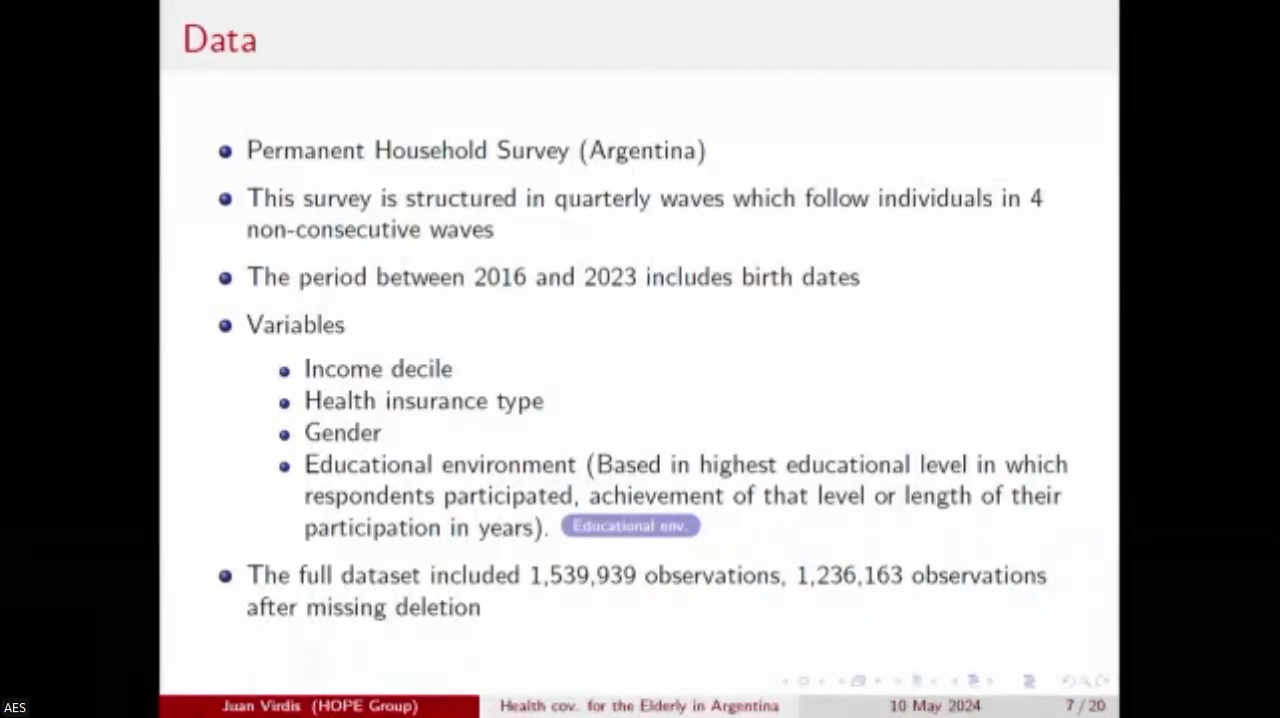 Data
Permanent Household Survey (Argentina)
This survey is structured in quarterly waves which follow individuals in 4
non-consecutive waves
The period between 2016 and 2023 includes birth dates
Variables
Income decile
Health insurance type
Gender
Educational environment (Based in highest educational level in which
respondents participated, achievement of that level or length of their
participation in years). Educational env.
The full dataset included 1,539,939 observations, 1,236,163 observations
after missing deletion
AES
Juan Virdis (HOPE Group) Health cov. for the Elderly in Argentina 10 May 2024 7 / 20